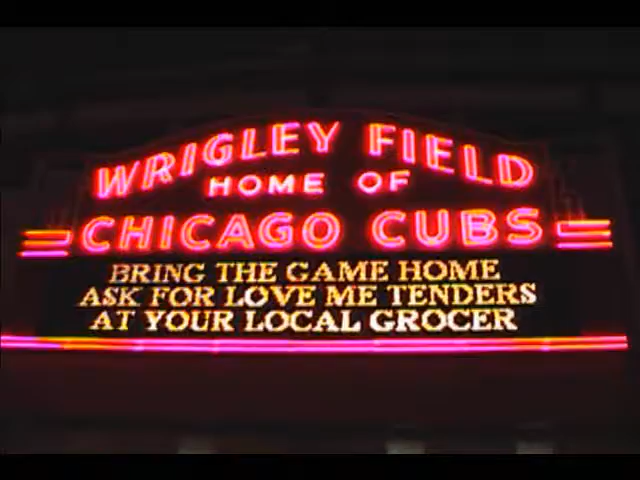 WRIGLEY FIELD
HOME OF
CHICAGO CUBS
BRING THE GAME HOME
ASK FOR LOVE ME TENDERS
AT YOUR LOCAL GROCER